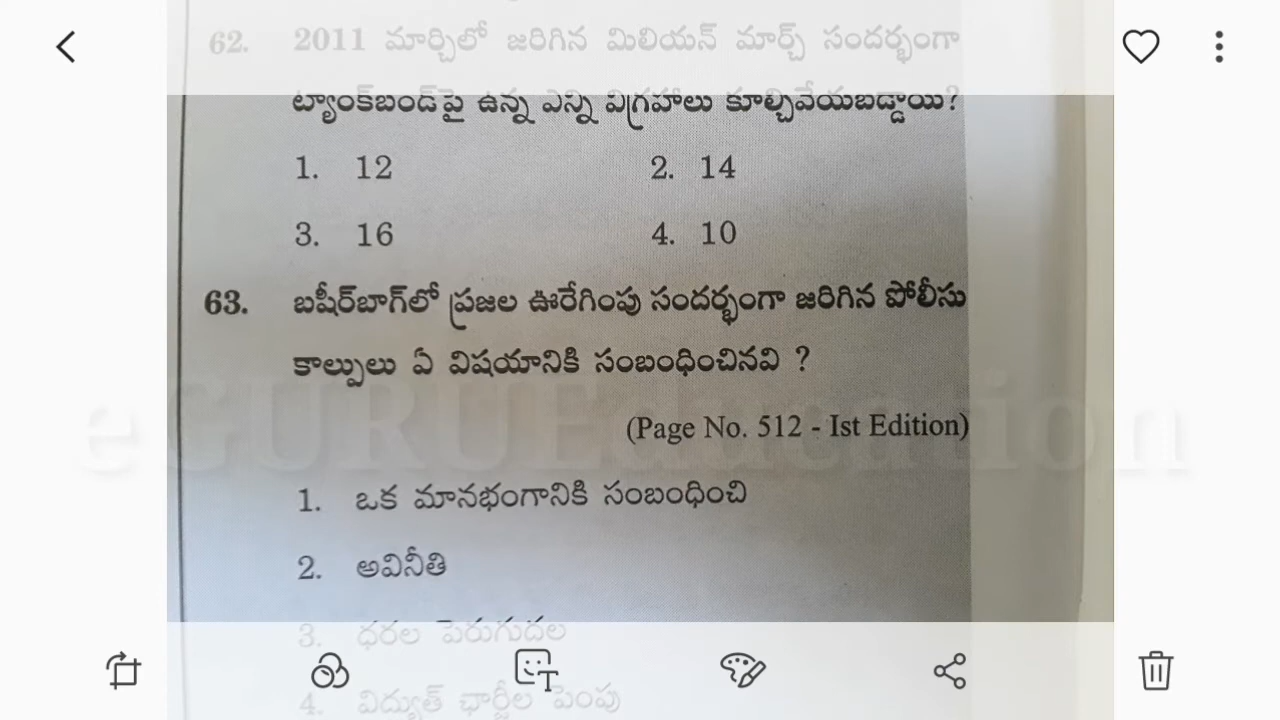 62. 2011 మార్చిలో జరిగిన మిలియన్ మార్చ్ సందర్భంగా
ట్యాంక్‌బండ్‌పై ఉన్న ఎన్ని విగ్రహాలు కూల్చివేయబడ్డాయి?
1. 12 2. 14
3. 16 4. 10
63. బషీర్‌బాగ్‌లో ప్రజల ఊరేగింపు సందర్భంగా జరిగిన పోలీసు
కాల్పులు ఏ విషయానికి సంబంధించినవి ?
eGURUEducation
(Page No. 512 - Ist Edition)
1. ఒక మానభంగానికి సంబంధించి
2. అవినీతి
3. ధరల పెరుగుదల
4. విద్యుత్ ఛార్జీల పెంపు
T